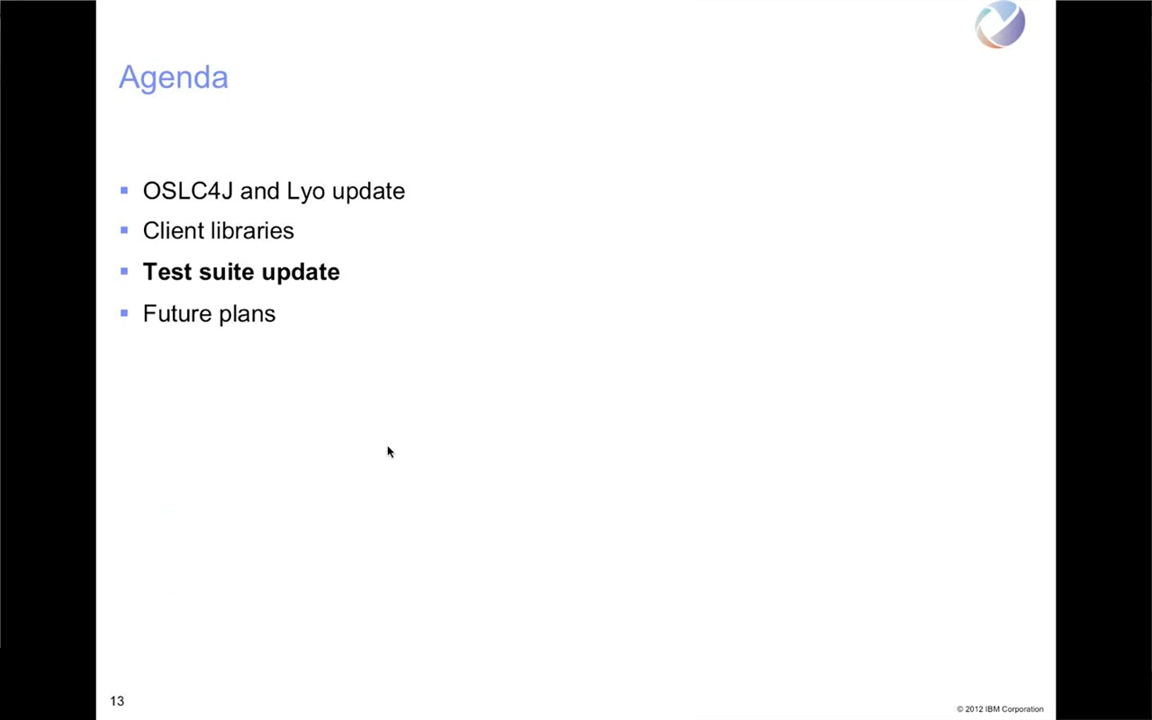 Agenda
OSLC4J and Lyo update
Client libraries
Test suite update
Future plans
13
© 2012 IBM Corporation